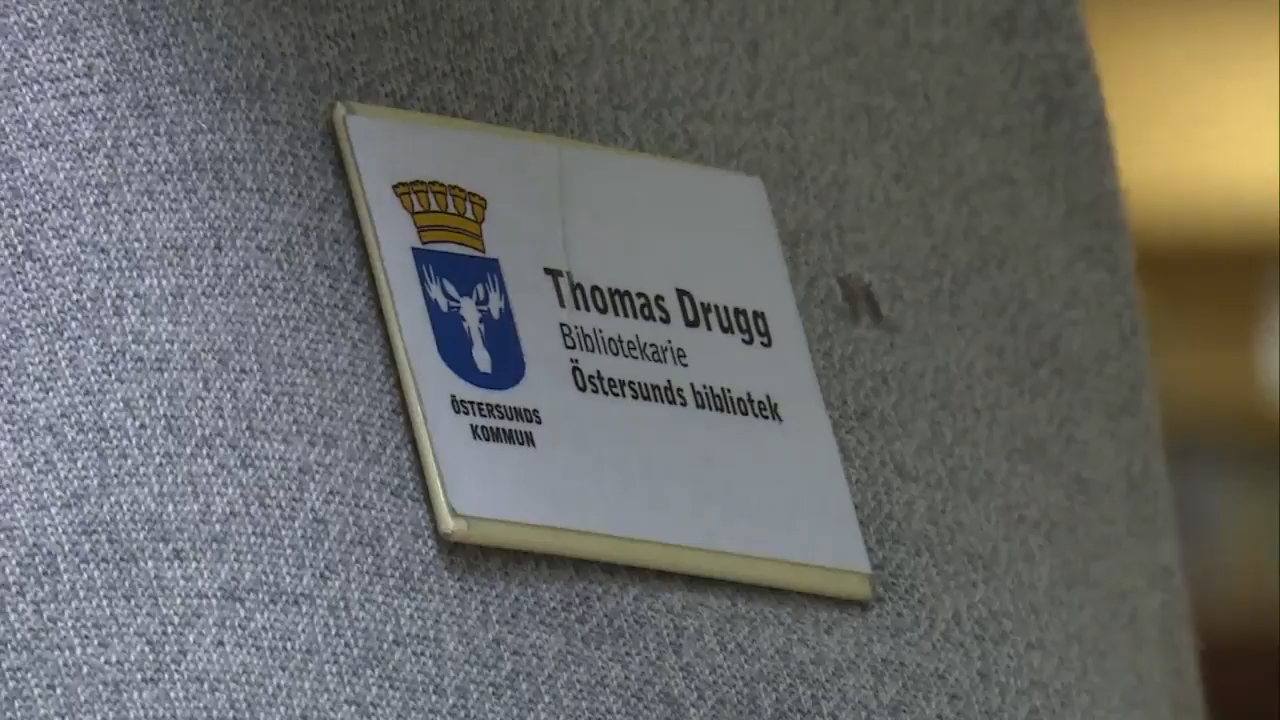 Thomas Drugg
Bibliotekarie
Östersunds bibliotek
ÖSTERSUNDS
KOMMUN